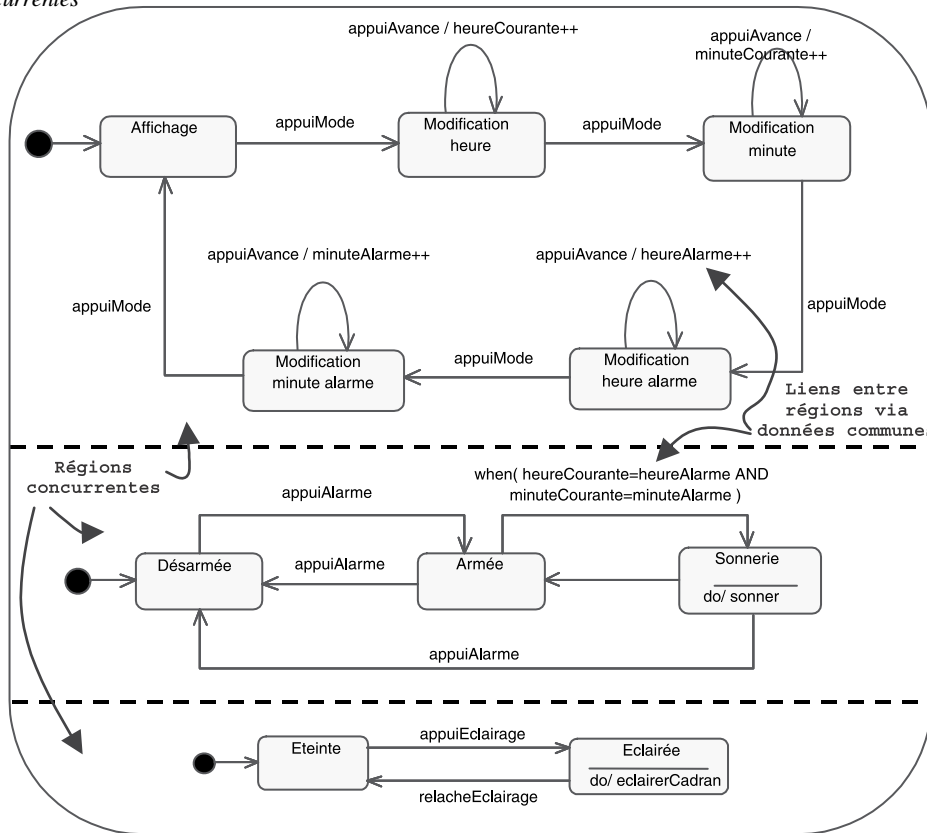 appuiAvance / heureCourante++
appuiAvance /
minuteCourante++
Affichage
appuiMode
Modification
heure
appuiMode
Modification
minute
appuiAvance / minuteAlarme++
appuiAvance / heureAlarme++
appuiMode
appuiMode
Modification
minute alarme
appuiMode
Modification
heure alarme
Liens entre
régions via
données commune
Régions
concurrentes
when( heureCourante=heureAlarme AND
minuteCourante=minuteAlarme )
appuiAlarme
Désarmée
appuiAlarme
Armée
Sonnerie
do/ sonner
appuiAlarme
Eteinte
appuiEclairage
Eclairée
do/ eclairerCadran
relacheEclairage